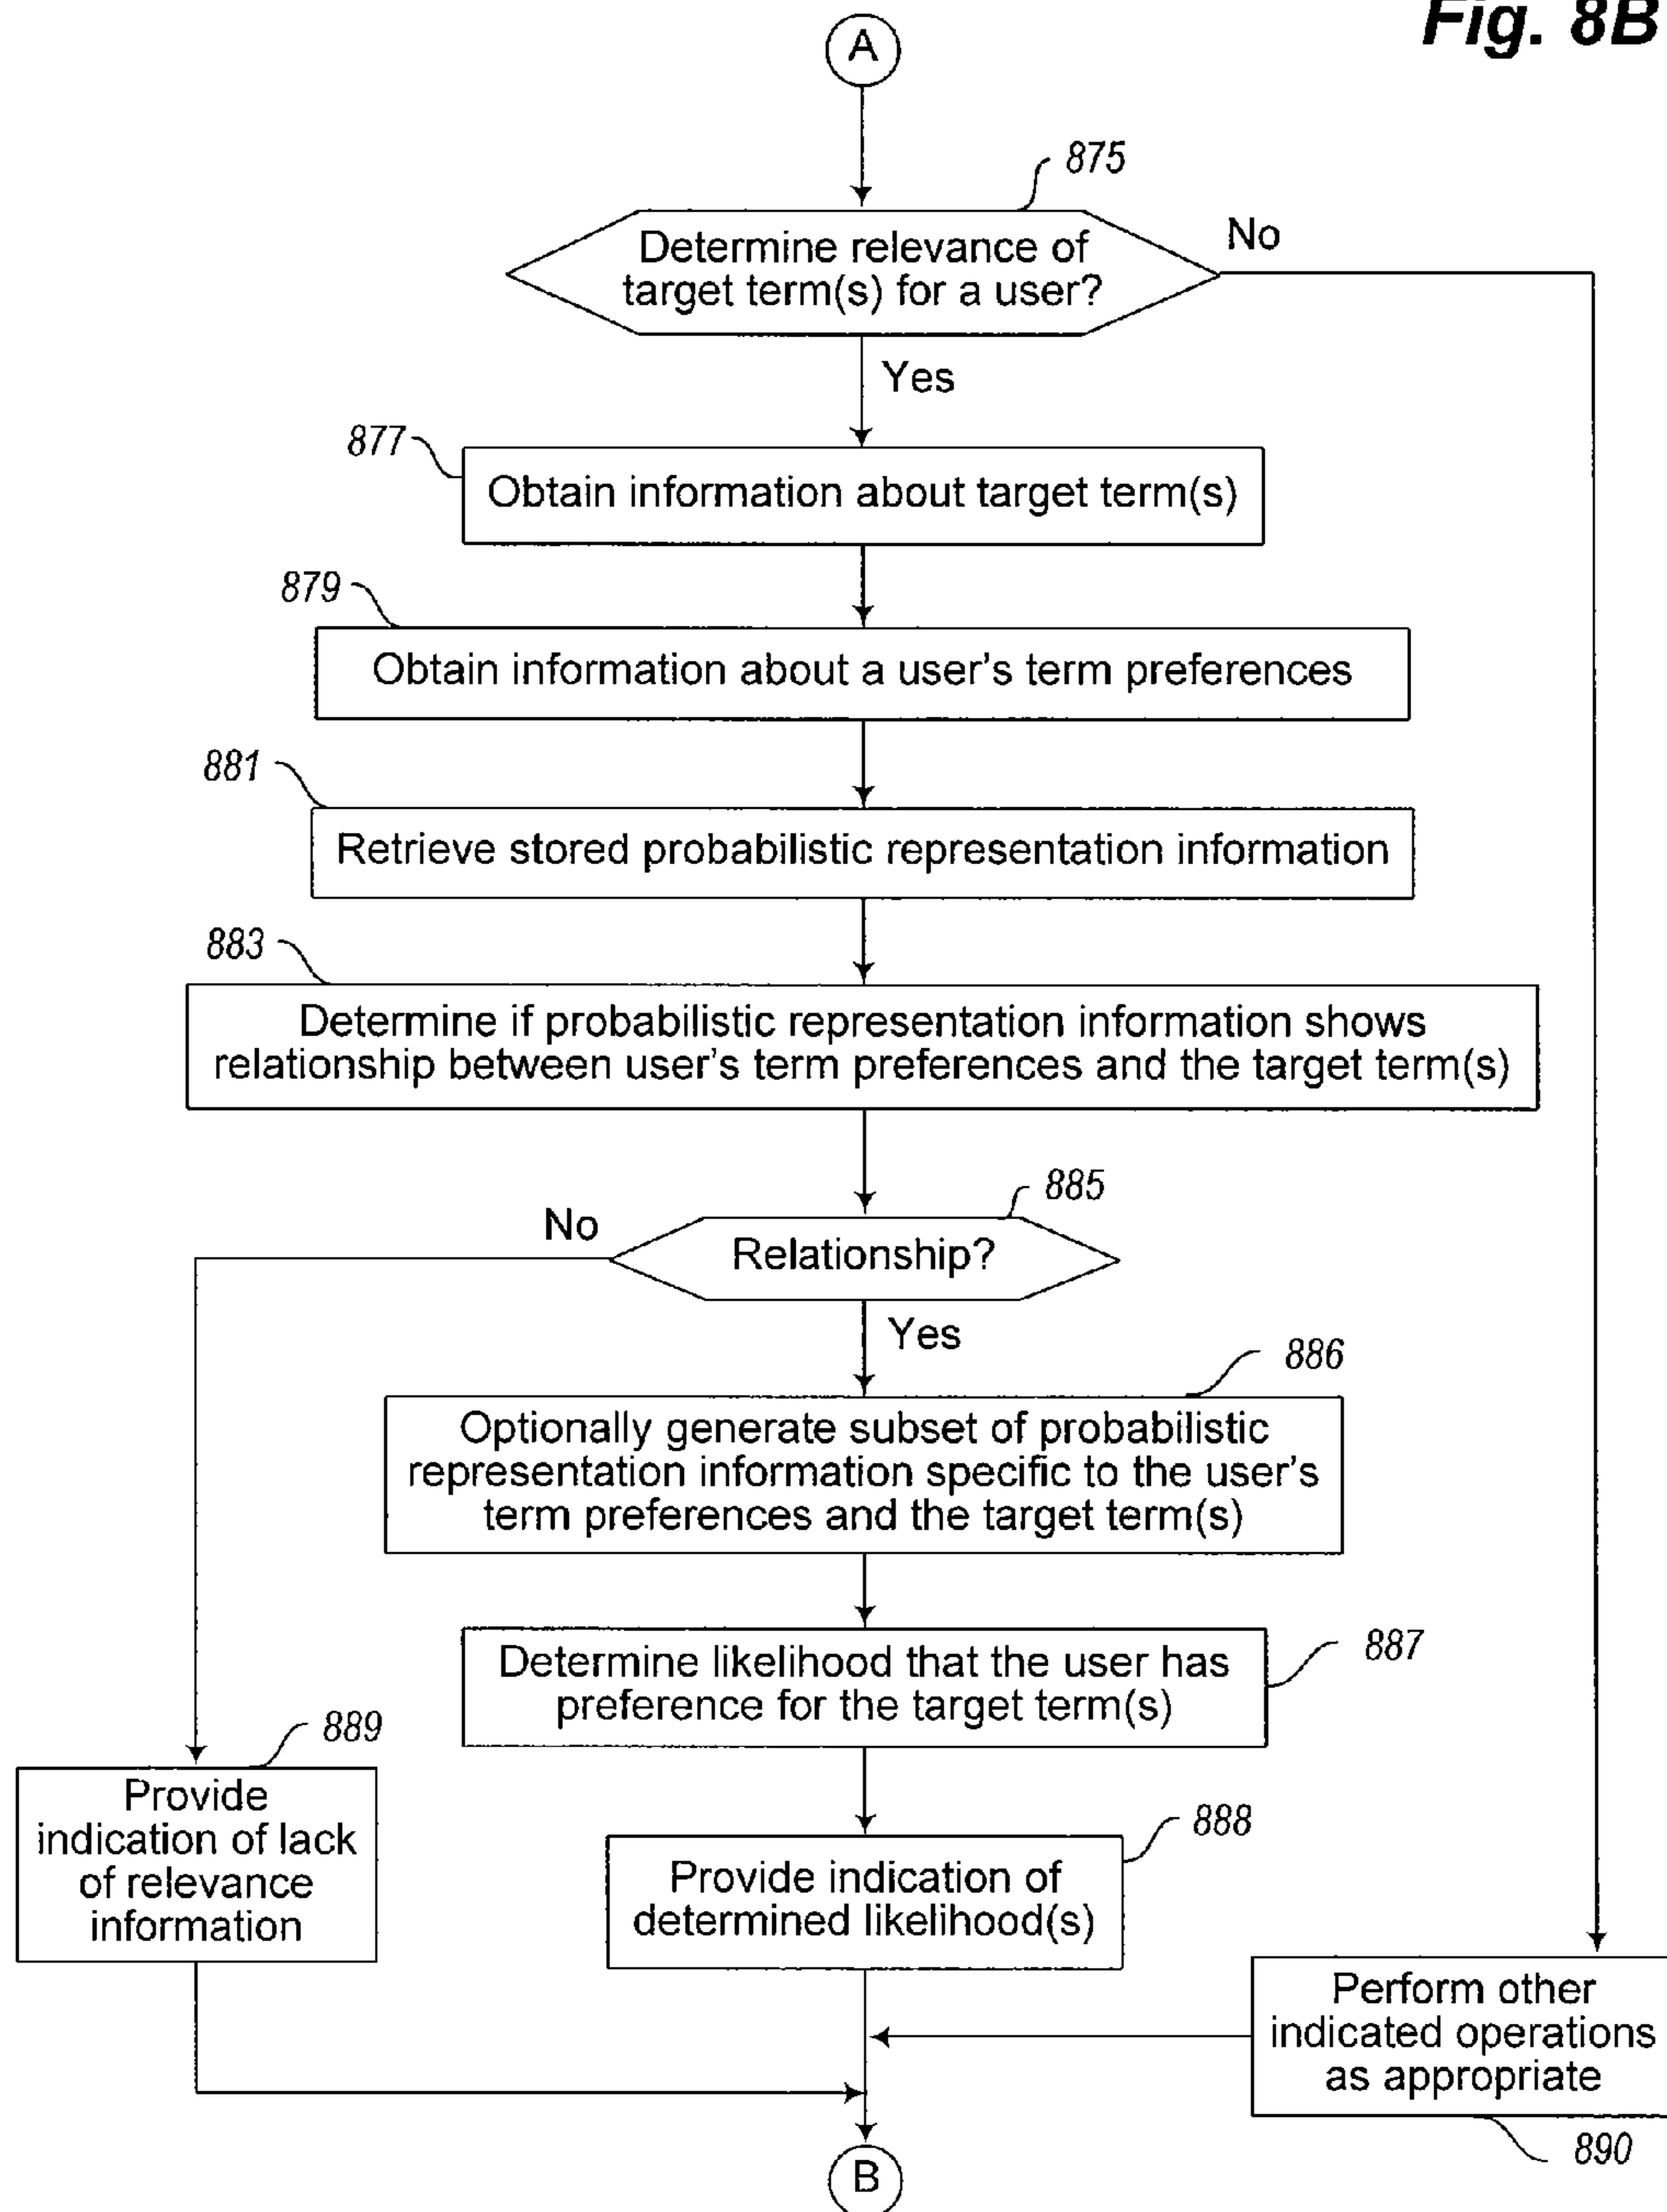 Fig. 8B
A
875
Determine relevance of
target term(s) for a user?
No
Yes
877
Obtain information about target term(s)
879
Obtain information about a user's term preferences
881
Retrieve stored probabilistic representation information
883
Determine if probabilistic representation information shows
relationship between user's term preferences and the target term(s)
885
No
Relationship?
Yes
886
Optionally generate subset of probabilistic
representation information specific to the user's
term preferences and the target term(s)
887
Determine likelihood that the user has
preference for the target term(s)
889
Provide
indication of lack
of relevance
information
888
Provide indication of
determined likelihood(s)
Perform other
indicated operations
as appropriate
890
B